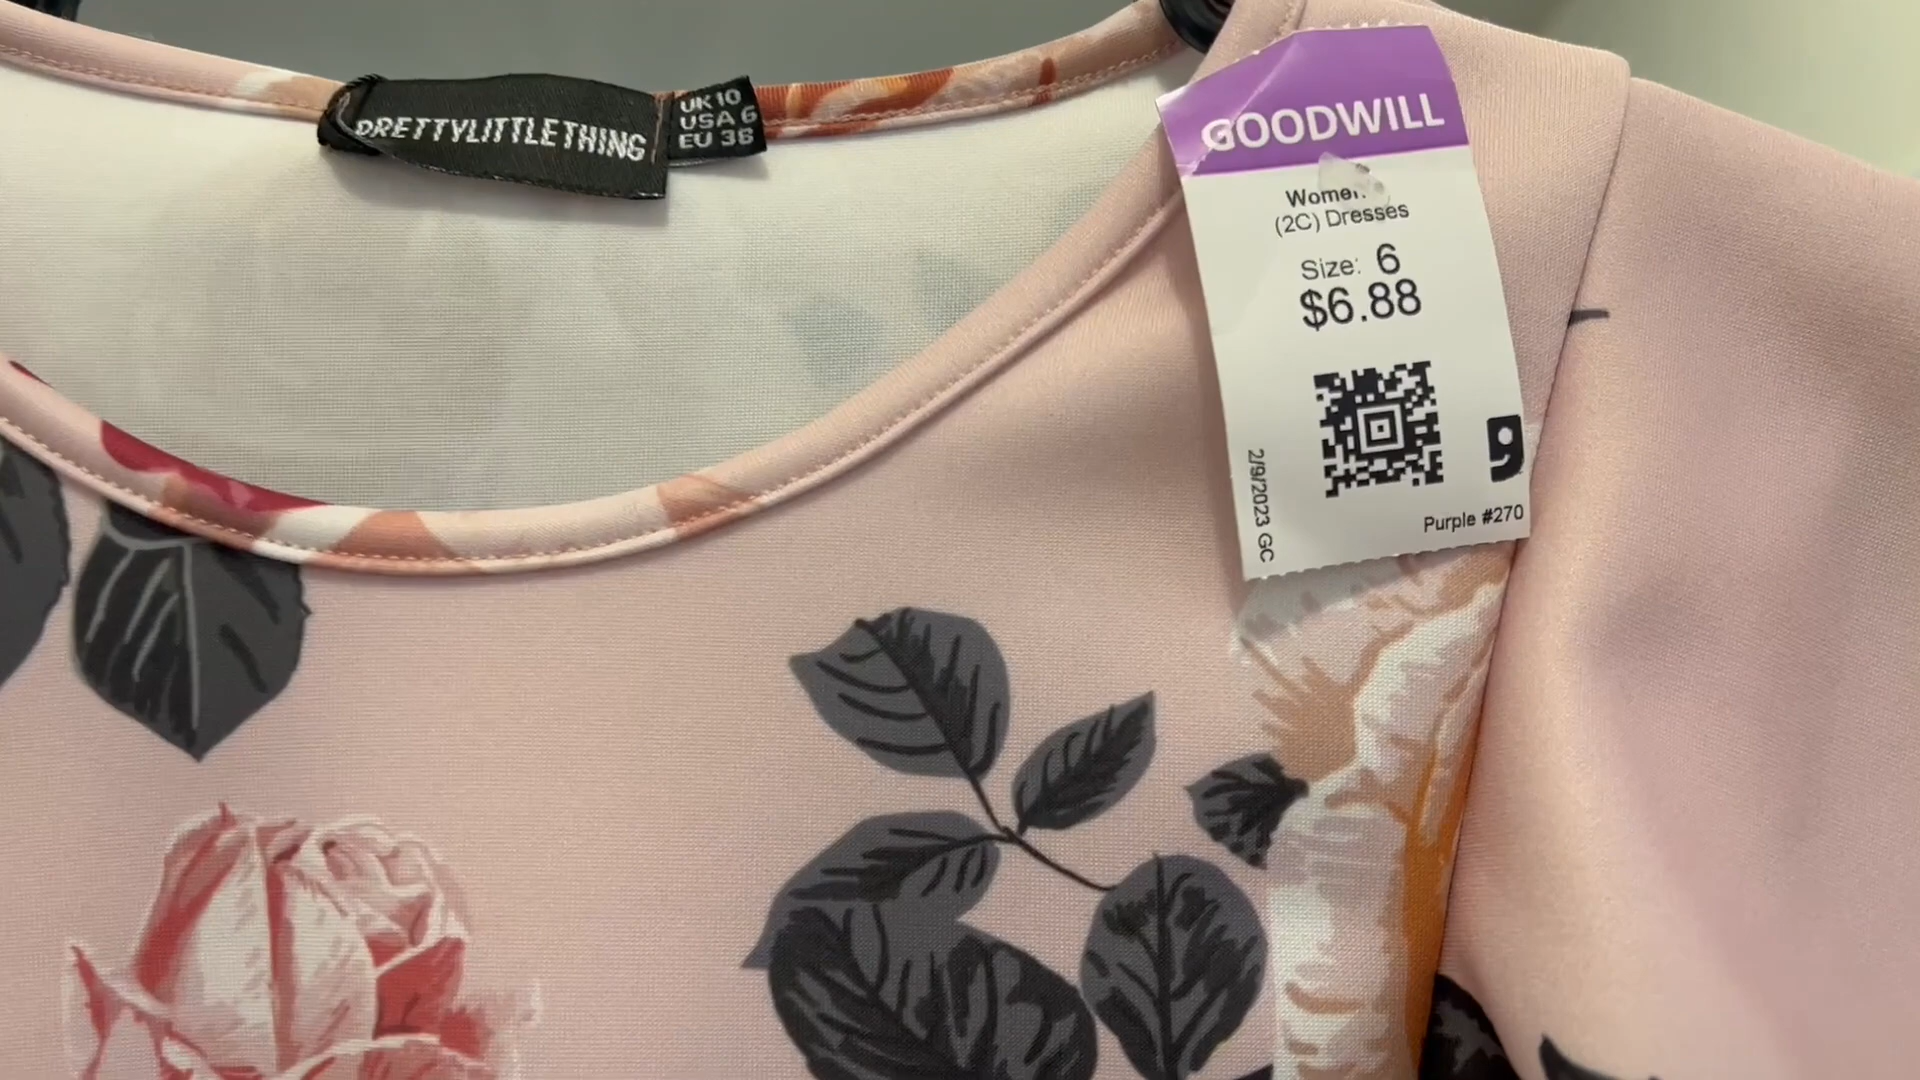 PRETTYLITTLETHING
UK 10
USA 6
EU 38
GOODWILL
Women
(2C) Dresses
Size: 6
$6.88
2/9/2023 GC
Purple #270